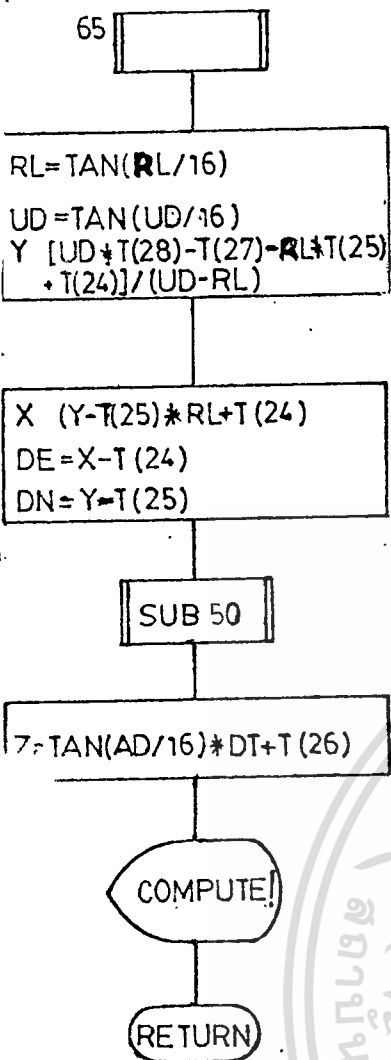 65
RL=TAN(RL/16)
UD=TAN(UD/16)
Y [UD*T(28)-T(27)-RL*T(25)
+T(24)]/(UD-RL)
X (Y-T(25)*RL+T(24)
DE=X-T(24)
DN=Y-T(25)
SUB 50
Z=TAN(AD/16)*DT+T(26)
COMPUTE!
RETURN